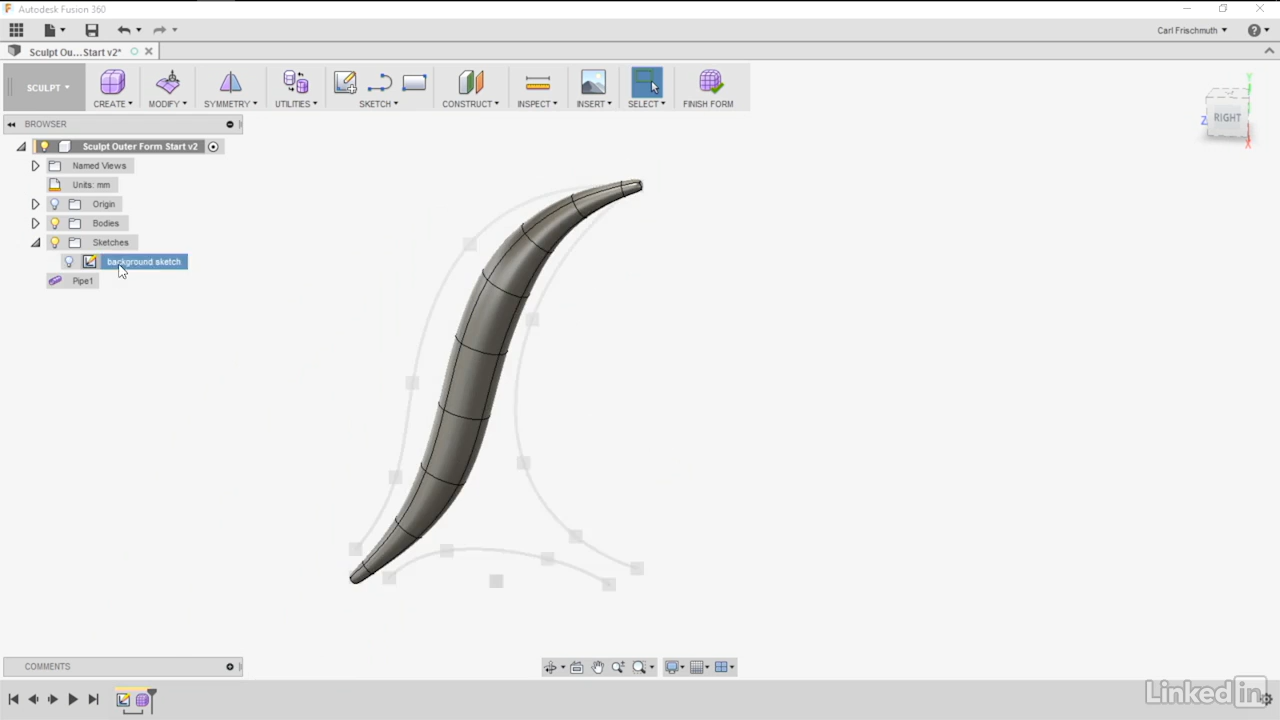 Autodesk Fusion 360
Carl Frischmuth
Sculpt Ou...Start v2*
SCULPT
CREATE
MODIFY
SYMMETRY
UTILITIES
SKETCH
CONSTRUCT
INSPECT
INSERT
SELECT
FINISH FORM
BROWSER
Sculpt Outer Form Start v2
Named Views
Units: mm
Origin
Bodies
Sketches
background sketch
Pipe1
Y
Z
RIGHT
X
COMMENTS
LinkedIn